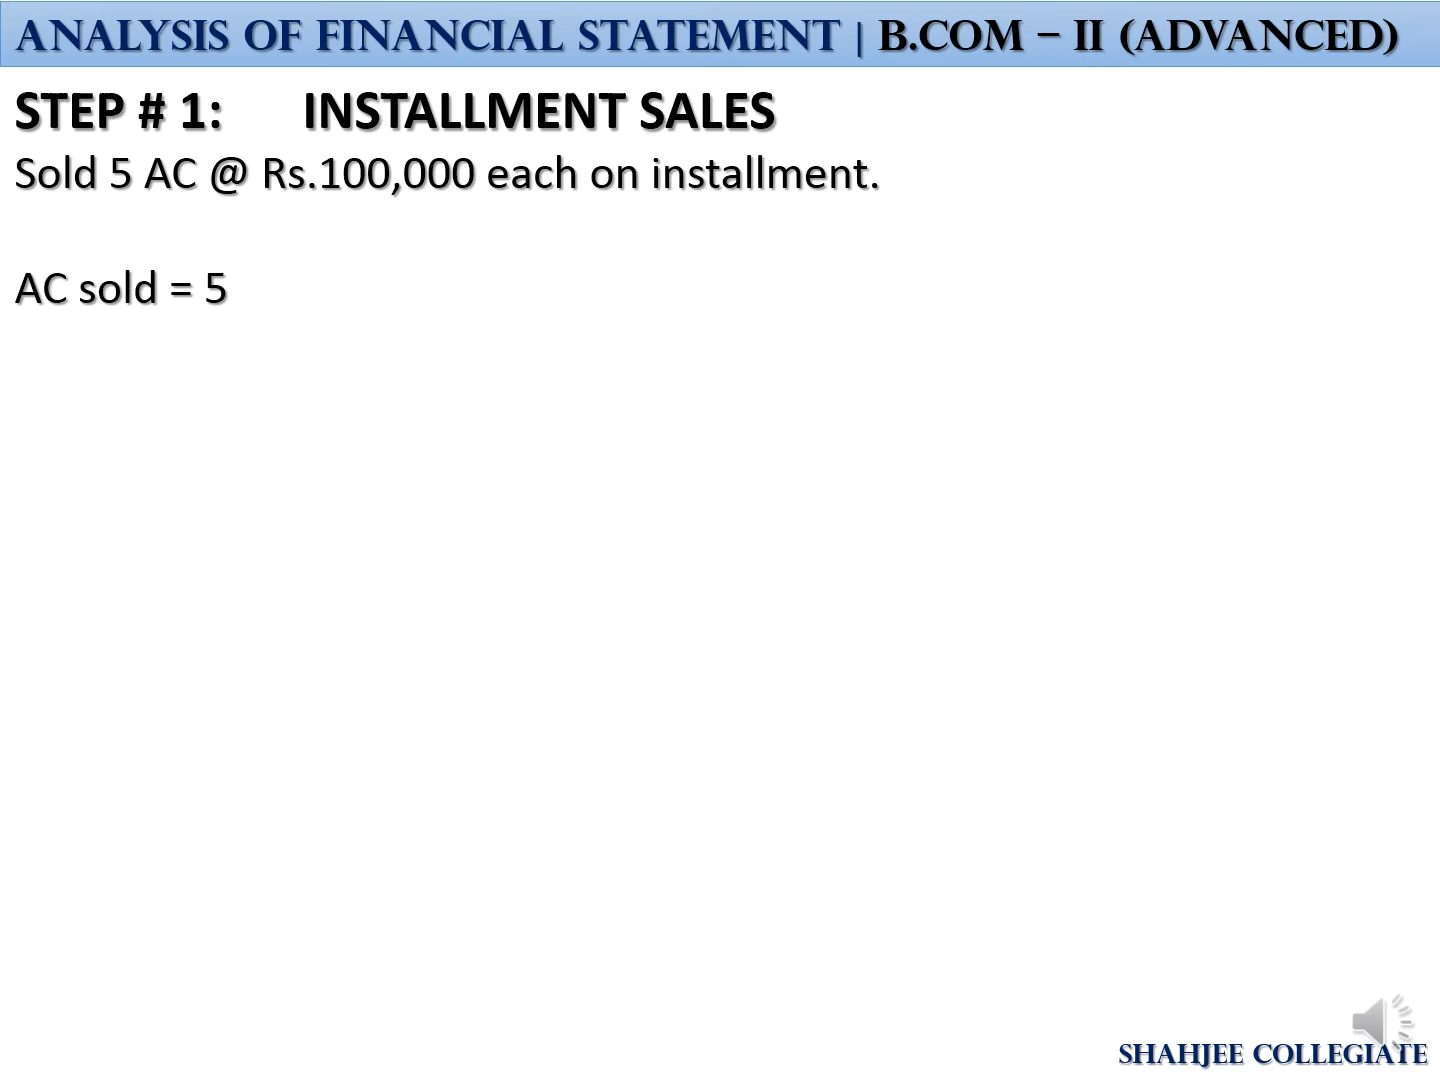 ANALYSIS OF FINANCIAL STATEMENT | B.COM – II (ADVANCED)
STEP # 1: INSTALLMENT SALES
Sold 5 AC @ Rs.100,000 each on installment.
AC sold = 5
SHAHJEE COLLEGIATE